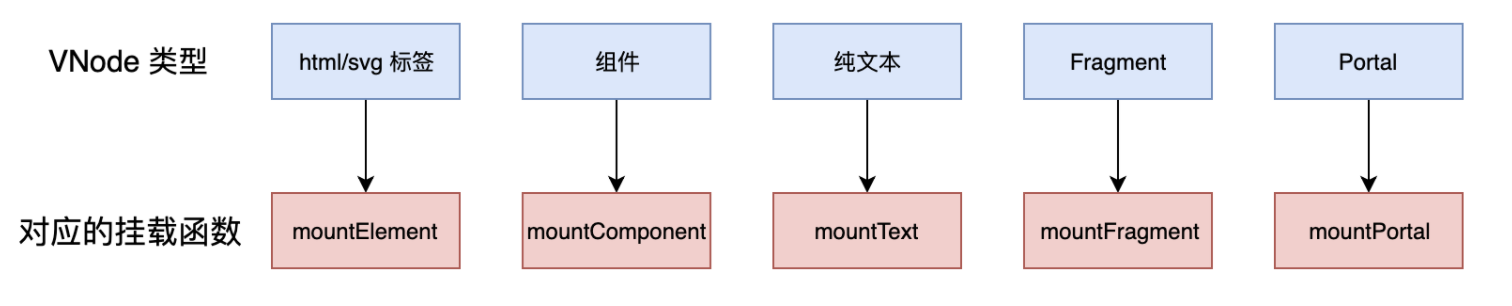 VNode 类型
html/svg 标签
组件
纯文本
Fragment
Portal
对应的挂载函数
mountElement
mountComponent
mountText
mountFragment
mountPortal